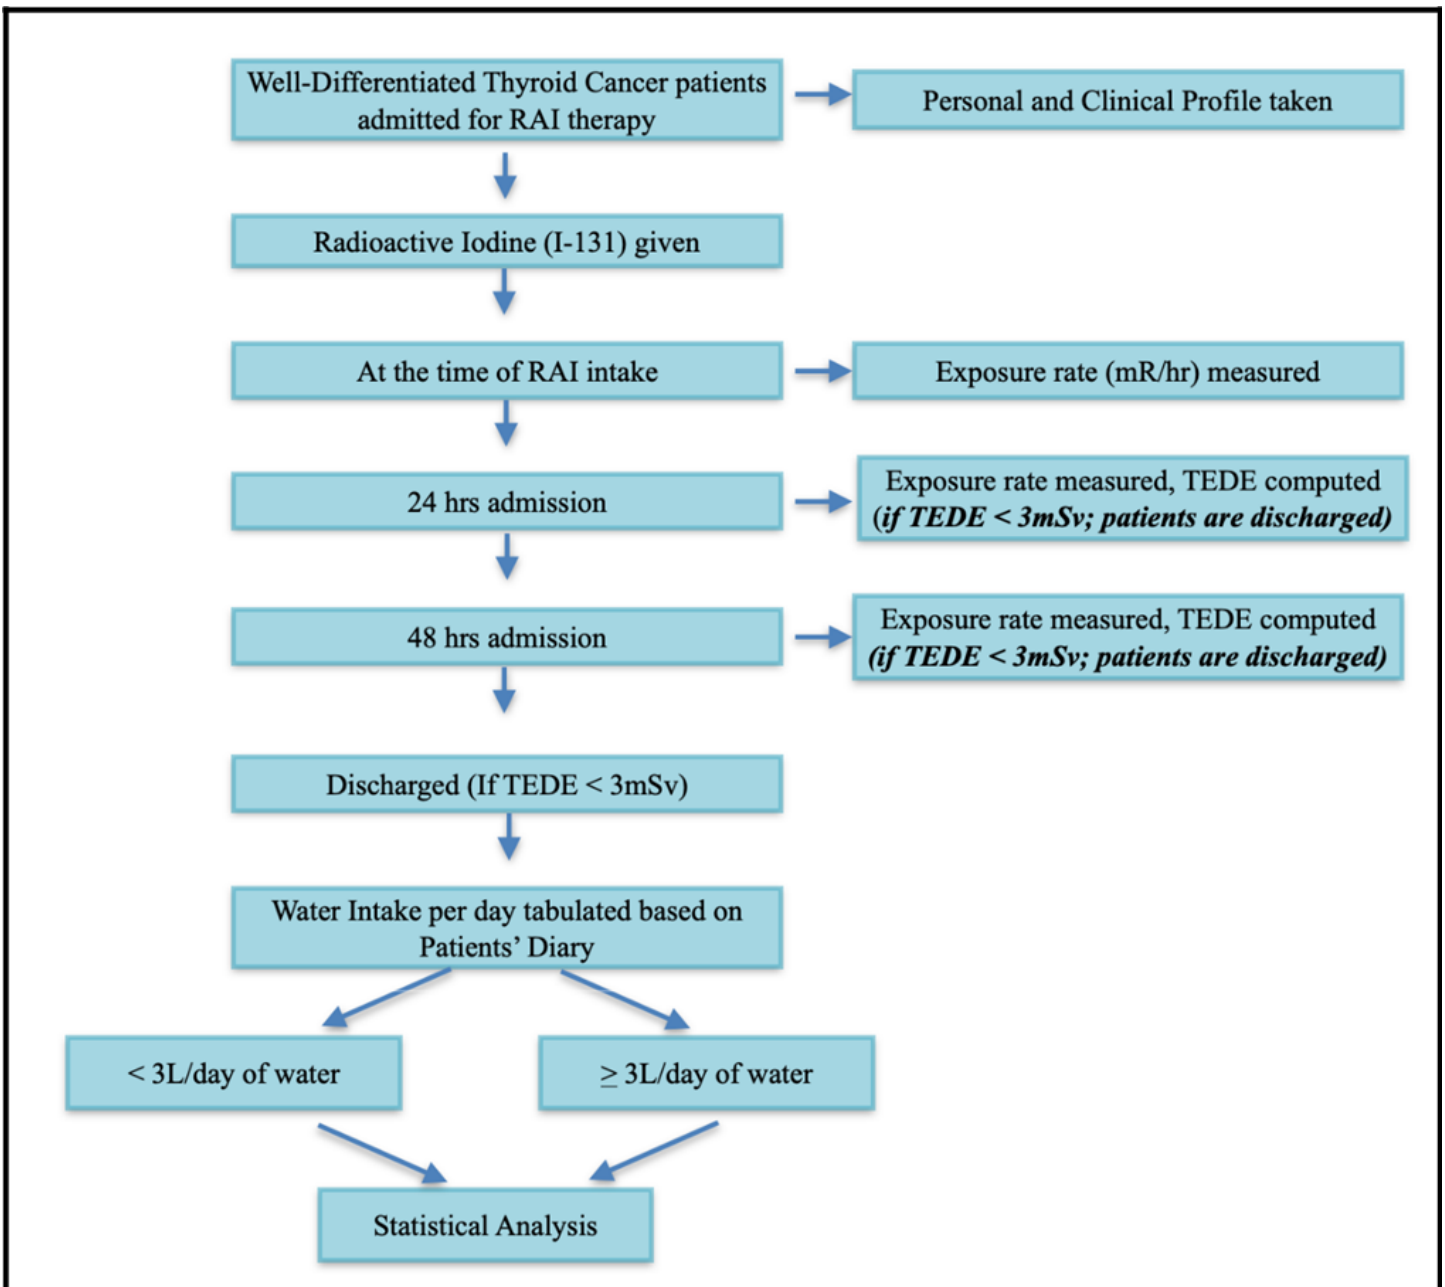 Well-Differentiated Thyroid Cancer patients
admitted for RAI therapy
Personal and Clinical Profile taken
Radioactive Iodine (I-131) given
At the time of RAI intake
Exposure rate (mR/hr) measured
24 hrs admission
Exposure rate measured, TEDE computed
(if TEDE < 3mSv; patients are discharged)
48 hrs admission
Exposure rate measured, TEDE computed
(if TEDE < 3mSv; patients are discharged)
Discharged (If TEDE < 3mSv)
Water Intake per day tabulated based on
Patients’ Diary
< 3L/day of water
≥ 3L/day of water
Statistical Analysis